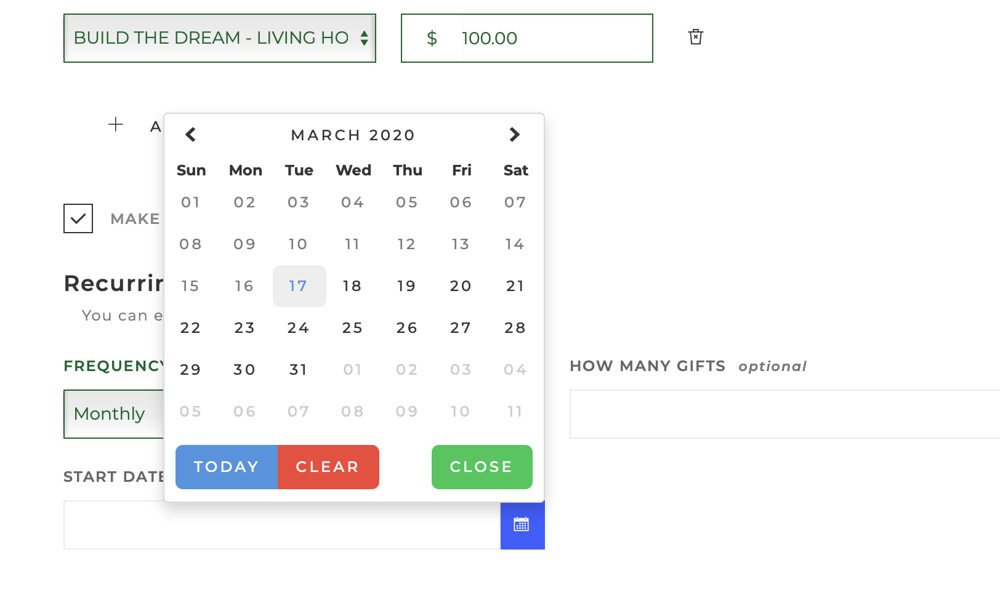 BUILD THE DREAM - LIVING HO $ 100.00
A
MARCH 2020
Sun Mon Tue Wed Thu Fri Sat
01 02 03 04 05 06 07
MAKE
08 09 10 11 12 13 14
Recurrin
15 16 17 18 19 20 21
You can e
22 23 24 25 26 27 28
FREQUENCY
29 30 31 01 02 03 04
HOW MANY GIFTS optional
Monthly
05 06 07 08 09 10 11
TODAY CLEAR CLOSE
START DATE